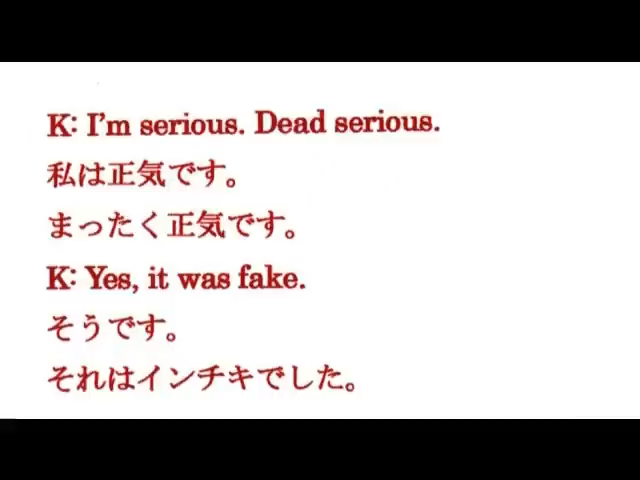 K: I'm serious. Dead serious.
私は正気です。
まったく正気です。
K: Yes, it was fake.
そうです。
それはインチキでした。